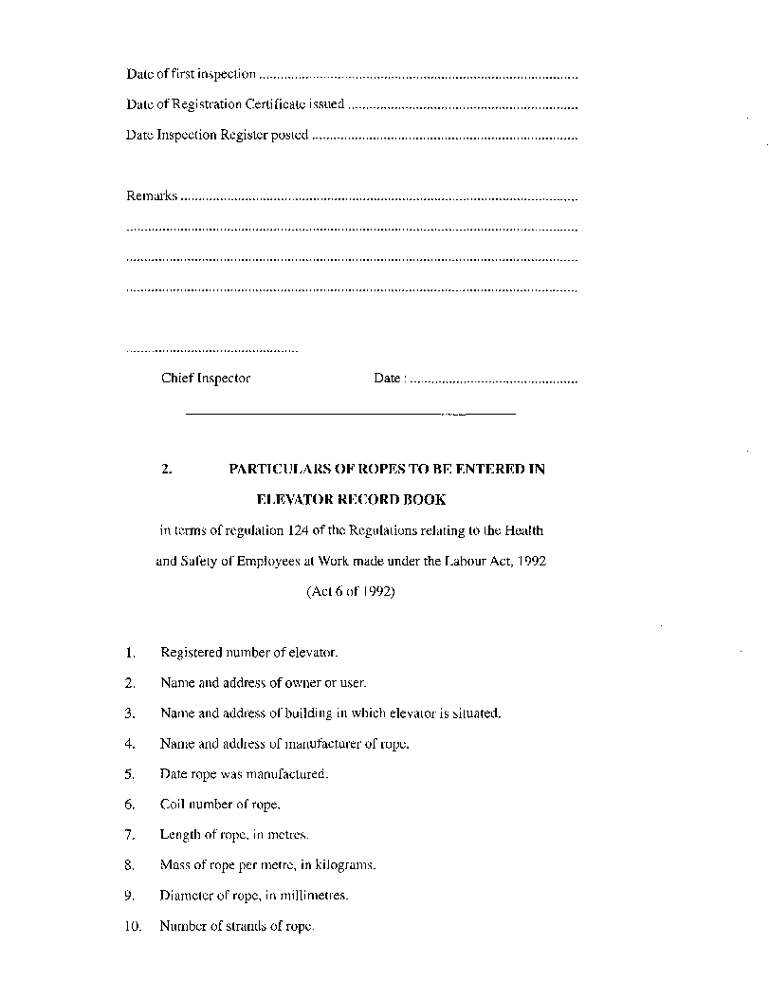 Date of first inspection ..........................................................................................
Date of Registration Certificate issued .................................................................
Date Inspection Register posted ...........................................................................
Remarks ................................................................................................................
...............................................................................................................................
...............................................................................................................................
...............................................................................................................................
................................................
Chief Inspector Date : ...............................................
2. PARTICULARS OF ROPES TO BE ENTERED IN
ELEVATOR RECORD BOOK
in terms of regulation 124 of the Regulations relating to the Health
and Safety of Employees at Work made under the Labour Act, 1992
(Act 6 of 1992)
1. Registered number of elevator.
2. Name and address of owner or user.
3. Name and address of building in which elevator is situated.
4. Name and address of manufacturer of rope.
5. Date rope was manufactured.
6. Coil number of rope.
7. Length of rope, in metres.
8. Mass of rope per metre, in kilograms.
9. Diameter of rope, in millimetres.
10. Number of strands of rope.